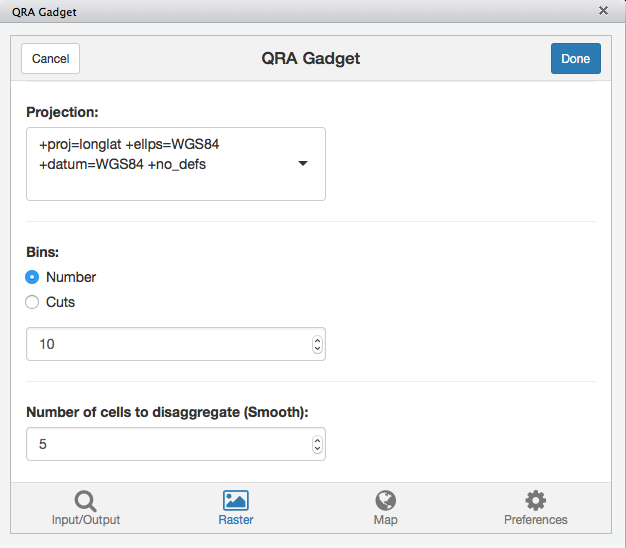 QRA Gadget
Cancel
QRA Gadget
Done
Projection:
+proj=longlat +ellps=WGS84
+datum=WGS84 +no_defs
Bins:
Number
Cuts
10
Number of cells to disaggregate (Smooth):
5
Input/Output
Raster
Map
Preferences